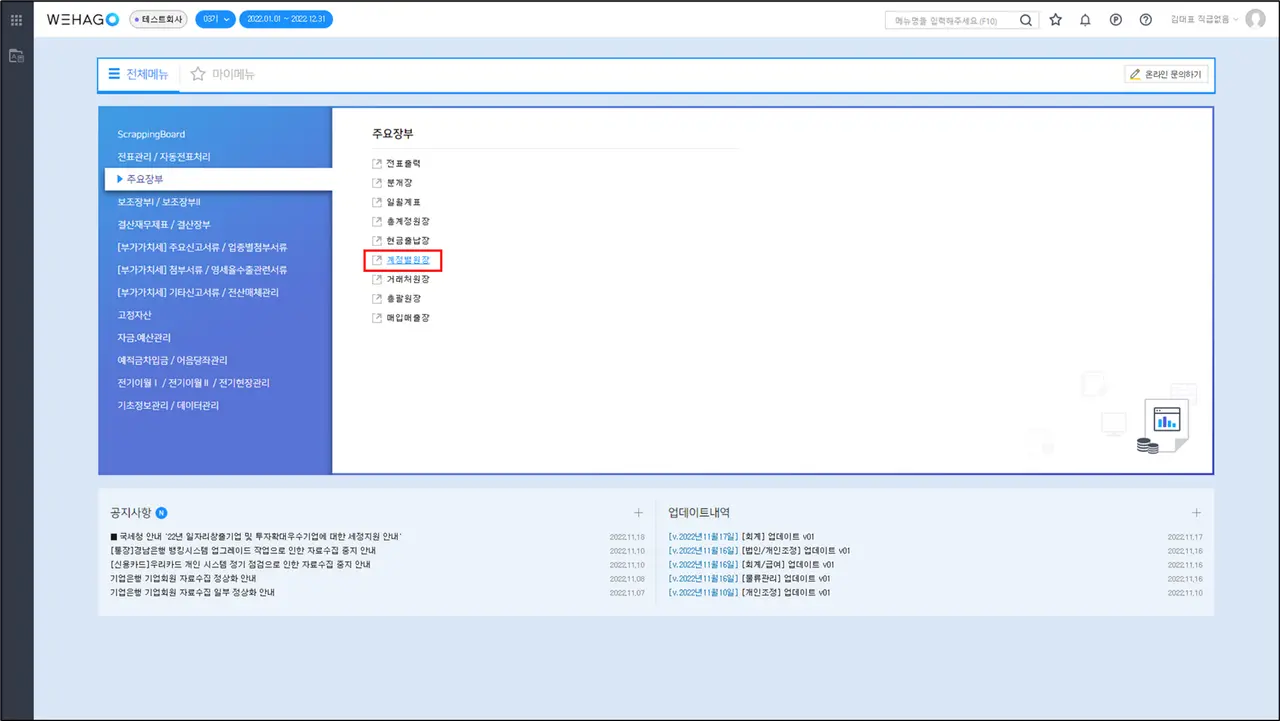 WEHAGO 테스트회사 03기 2022.01.01 ~ 2022.12.31 메뉴명을 입력해주세요.(F10) 김대표 직급없음
전체메뉴 마이메뉴 온라인 문의하기
ScrappingBoard
전표관리 / 자동전표처리
주요장부
보조장부I / 보조장부II
결산재무제표 / 결산장부
[부가가치세] 주요신고서류 / 업종별첨부서류
[부가가치세] 첨부서류 / 영세율수출관련서류
[부가가치세] 기타신고서류 / 전산매체관리
고정자산
자금.예산관리
예적금차입금 / 어음당좌관리
전기이월 I / 전기이월 II / 전기현장관리
기초정보관리 / 데이터관리
주요장부
전표출력
분개장
일월계표
총계정원장
현금출납장
계정별원장
거래처원장
총괄원장
매입매출장
공지사항 N
■ 국세청 안내 '22년 일자리창출기업 및 투자확대우수기업에 대한 세정지원 안내' 2022.11.18
[통장]경남은행 뱅킹시스템 업그레이드 작업으로 인한 자료수집 중지 안내 2022.11.10
[신용카드]우리카드 개인 시스템 정기 점검으로 인한 자료수집 중지 안내 2022.11.10
기업은행 기업회원 자료수집 정상화 안내 2022.11.08
기업은행 기업회원 자료수집 일부 정상화 안내 2022.11.07
업데이트내역
[v.2022년11월17일] [회계] 업데이트 v01 2022.11.17
[v.2022년11월16일] [법인/개인조정] 업데이트 v01 2022.11.16
[v.2022년11월16일] [회계/급여] 업데이트 v01 2022.11.16
[v.2022년11월16일] [물류관리] 업데이트 v01 2022.11.16
[v.2022년11월10일] [개인조정] 업데이트 v01 2022.11.10